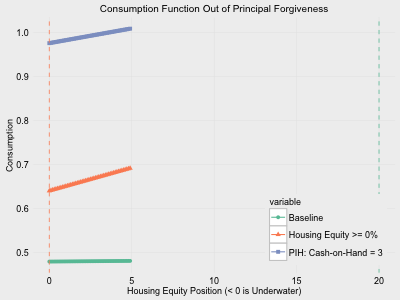 Consumption Function Out of Principal Forgiveness
Consumption
1.0
0.9
0.8
0.7
0.6
0.5
variable
Baseline
Housing Equity >= 0%
PIH: Cash-on-Hand = 3
0 5 10 15 20
Housing Equity Position (< 0 is Underwater)